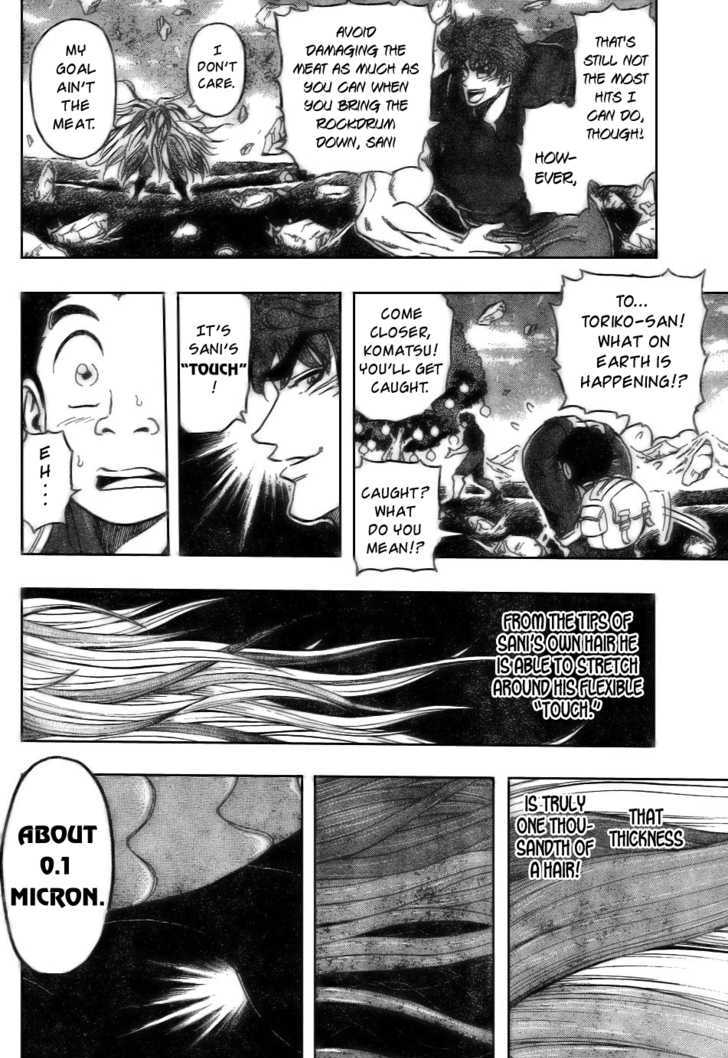 THAT'S
STILL NOT
THE MOST
HITS I
CAN DO,
THOUGH!
HOW-
EVER,
AVOID
DAMAGING THE
MEAT AS MUCH AS
YOU CAN WHEN
YOU BRING THE
ROCKDRUM
DOWN, SANI
I
DON'T
CARE.
MY
GOAL
AIN'T
THE
MEAT.
TO...
TORIKO-SAN!
WHAT ON
EARTH IS
HAPPENING!?
COME
CLOSER,
KOMATSU!
YOU'LL GET
CAUGHT.
CAUGHT?
WHAT
DO YOU
MEAN!?
IT'S
SANI'S
"TOUCH"
!
EH...
FROM THE TIPS OF
SANI'S OWN HAIR HE
IS ABLE TO STRETCH
AROUND HIS FLEXIBLE
"TOUCH."
THAT
THICKNESS
IS TRULY
ONE THOU-
SANDTH OF
A HAIR!
ABOUT
0.1
MICRON.